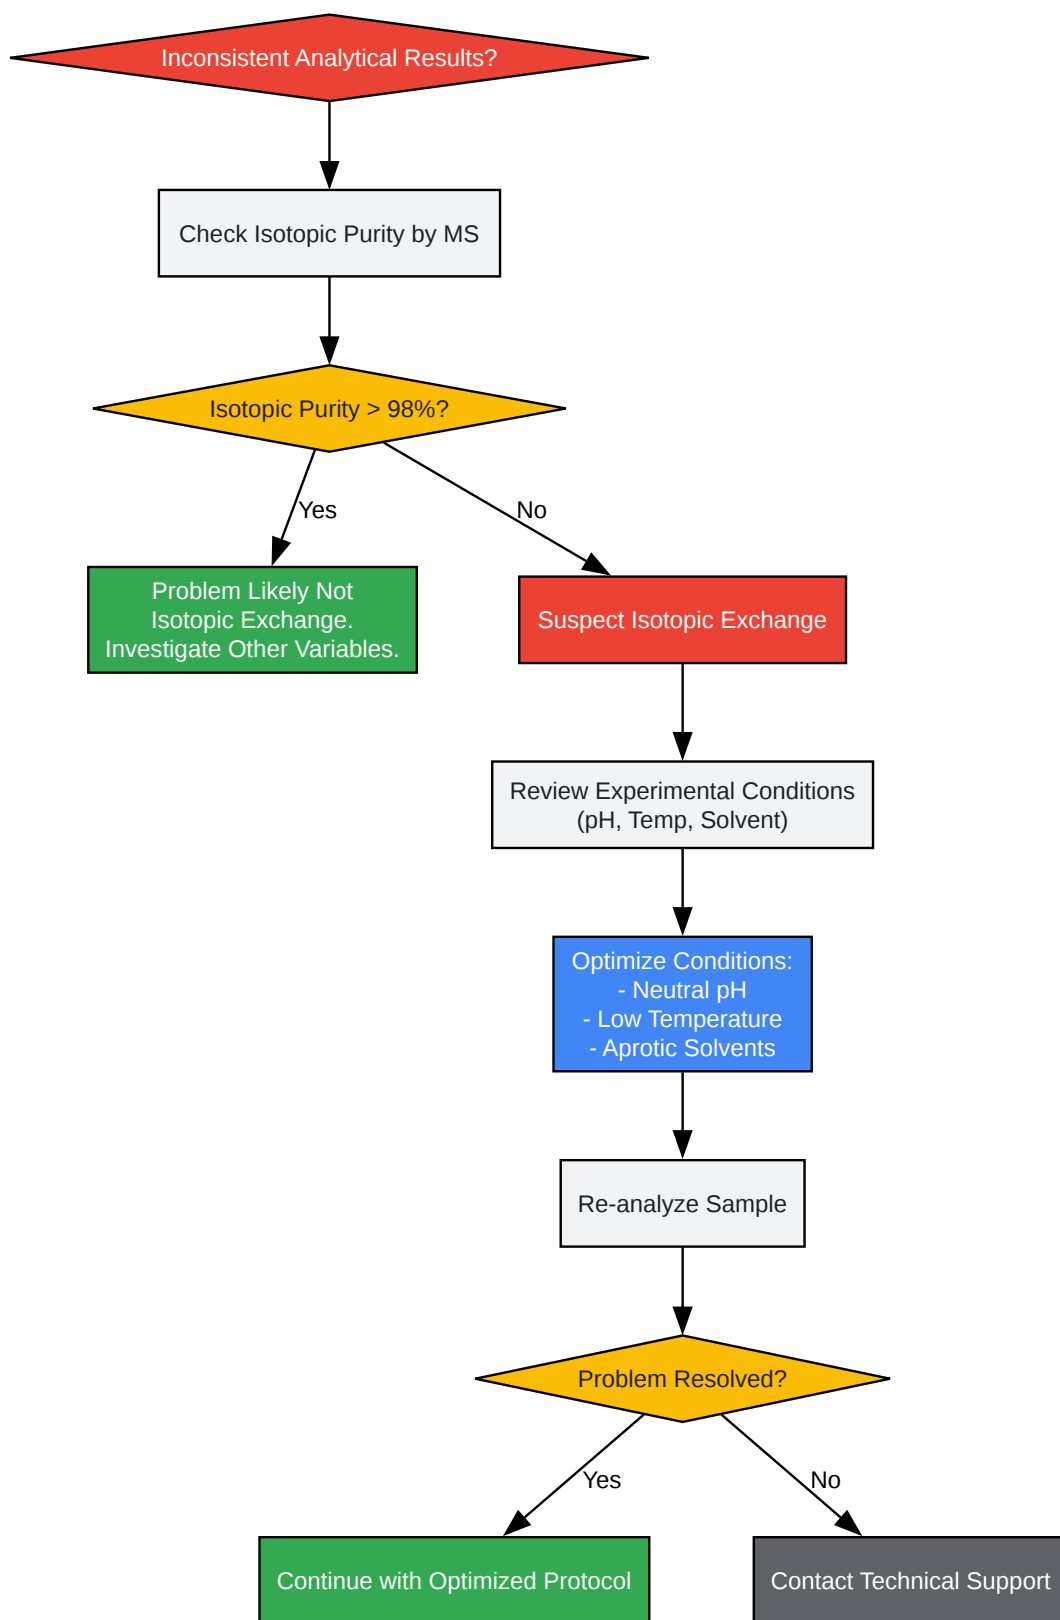 Inconsistent Analytical Results?
Check Isotopic Purity by MS
Isotopic Purity > 98%?
Yes
No
Problem Likely Not
Isotopic Exchange.
Investigate Other Variables.
Suspect Isotopic Exchange
Review Experimental Conditions
(pH, Temp, Solvent)
Optimize Conditions:
- Neutral pH
- Low Temperature
- Aprotic Solvents
Re-analyze Sample
Problem Resolved?
Yes
No
Continue with Optimized Protocol
Contact Technical Support